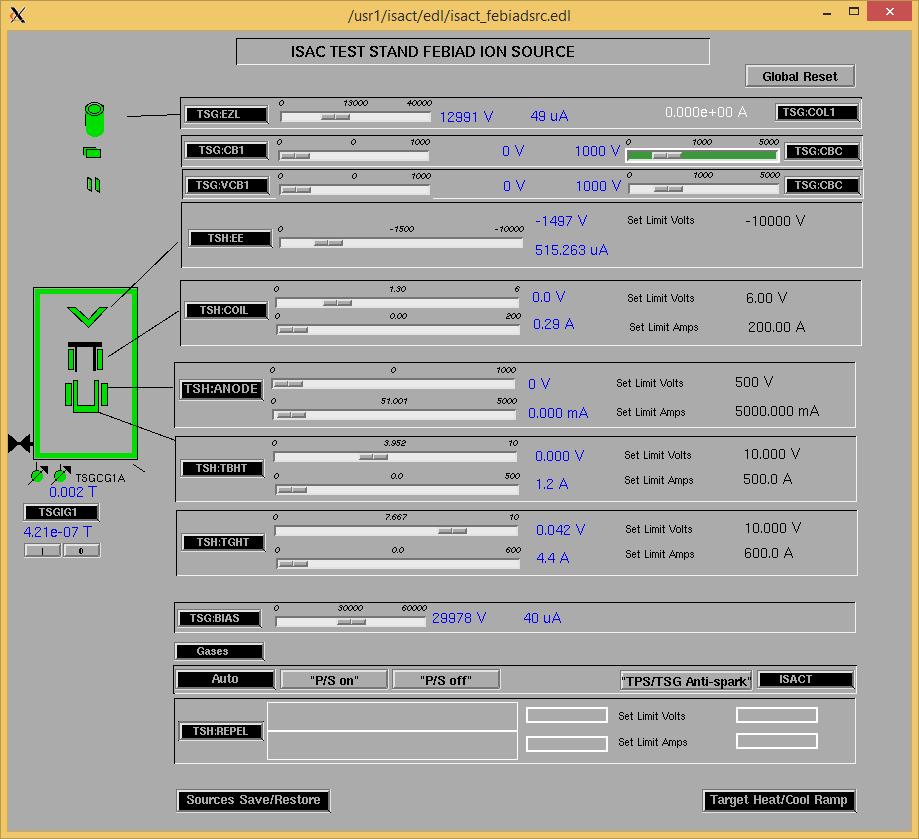 X
/usr1/isact/edl/isact_febiadsrc.edl
ISAC TEST STAND FEBIAD ION SOURCE
Global Reset
0 13000 40000
TSG:EZL 12991 V 49 uA 0.000e+00 A TSG:COL1
0 0 1000 0 1000 5000
TSG:CB1 0 V 1000 V TSG:CBC
0 0 1000 0 1000 5000
TSG:VCB1 0 V 1000 V TSG:CBC
-1497 V Set Limit Volts -10000 V
0 -1500 -10000
TSH:EE
515.263 uA
0 1.30 6
0.0 V Set Limit Volts 6.00 V
TSH:COIL
0 0.00 200
0.29 A Set Limit Amps 200.00 A
0 0 1000
0 V Set Limit Volts 500 V
TSH:ANODE
0 51.001 5000
0.000 mA Set Limit Amps 5000.000 mA
0 3.952 10
0.000 V Set Limit Volts 10.000 V
TSH:TBHT
0 0.0 500
1.2 A Set Limit Amps 500.0 A
TSGCG1A
0.002 T
TSGIG1
4.21e-07 T
I 0
0 7.667 10
0.042 V Set Limit Volts 10.000 V
TSH:TGHT
0 0.0 600
4.4 A Set Limit Amps 600.0 A
0 30000 60000
TSG:BIAS 29978 V 40 uA
Gases
Auto "P/S on" "P/S off" "TPS/TSG Anti-spark" ISACT
Set Limit Volts
TSH:REPEL
Set Limit Amps
Sources Save/Restore Target Heat/Cool Ramp